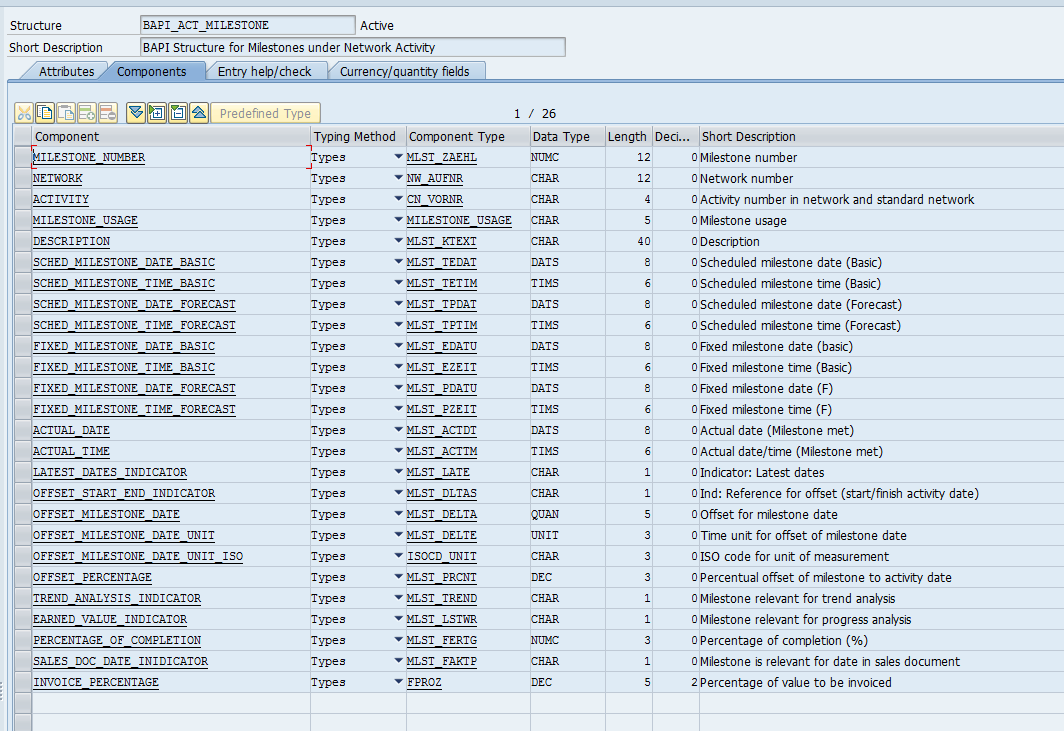 Structure BAPI_ACT_MILESTONE Active
Short Description BAPI Structure for Milestones under Network Activity
Attributes Components Entry help/check Currency/quantity fields
Predefined Type 1 / 26
Component Typing Method Component Type Data Type Length Deci... Short Description
MILESTONE_NUMBER Types MLST_ZAEHL NUMC 12 0 Milestone number
NETWORK Types NW_AUFNR CHAR 12 0 Network number
ACTIVITY Types CN_VORNR CHAR 4 0 Activity number in network and standard network
MILESTONE_USAGE Types MILESTONE_USAGE CHAR 5 0 Milestone usage
DESCRIPTION Types MLST_KTEXT CHAR 40 0 Description
SCHED_MILESTONE_DATE_BASIC Types MLST_TEDAT DATS 8 0 Scheduled milestone date (Basic)
SCHED_MILESTONE_TIME_BASIC Types MLST_TETIM TIMS 6 0 Scheduled milestone time (Basic)
SCHED_MILESTONE_DATE_FORECAST Types MLST_TPDAT DATS 8 0 Scheduled milestone date (Forecast)
SCHED_MILESTONE_TIME_FORECAST Types MLST_TPTIM TIMS 6 0 Scheduled milestone time (Forecast)
FIXED_MILESTONE_DATE_BASIC Types MLST_EDATU DATS 8 0 Fixed milestone date (basic)
FIXED_MILESTONE_TIME_BASIC Types MLST_EZEIT TIMS 6 0 Fixed milestone time (Basic)
FIXED_MILESTONE_DATE_FORECAST Types MLST_PDATU DATS 8 0 Fixed milestone date (F)
FIXED_MILESTONE_TIME_FORECAST Types MLST_PZEIT TIMS 6 0 Fixed milestone time (F)
ACTUAL_DATE Types MLST_ACTDT DATS 8 0 Actual date (Milestone met)
ACTUAL_TIME Types MLST_ACTTM TIMS 6 0 Actual date/time (Milestone met)
LATEST_DATES_INDICATOR Types MLST_LATE CHAR 1 0 Indicator: Latest dates
OFFSET_START_END_INDICATOR Types MLST_DLTAS CHAR 1 0 Ind: Reference for offset (start/finish activity date)
OFFSET_MILESTONE_DATE Types MLST_DELTA QUAN 5 0 Offset for milestone date
OFFSET_MILESTONE_DATE_UNIT Types MLST_DELTE UNIT 3 0 Time unit for offset of milestone date
OFFSET_MILESTONE_DATE_UNIT_ISO Types ISOCD_UNIT CHAR 3 0 ISO code for unit of measurement
OFFSET_PERCENTAGE Types MLST_PRCNT DEC 3 0 Percentual offset of milestone to activity date
TREND_ANALYSIS_INDICATOR Types MLST_TREND CHAR 1 0 Milestone relevant for trend analysis
EARNED_VALUE_INDICATOR Types MLST_LSTWR CHAR 1 0 Milestone relevant for progress analysis
PERCENTAGE_OF_COMPLETION Types MLST_FERTG NUMC 3 0 Percentage of completion (%)
SALES_DOC_DATE_INIDICATOR Types MLST_FAKTP CHAR 1 0 Milestone is relevant for date in sales document
INVOICE_PERCENTAGE Types FPROZ DEC 5 2 Percentage of value to be invoiced